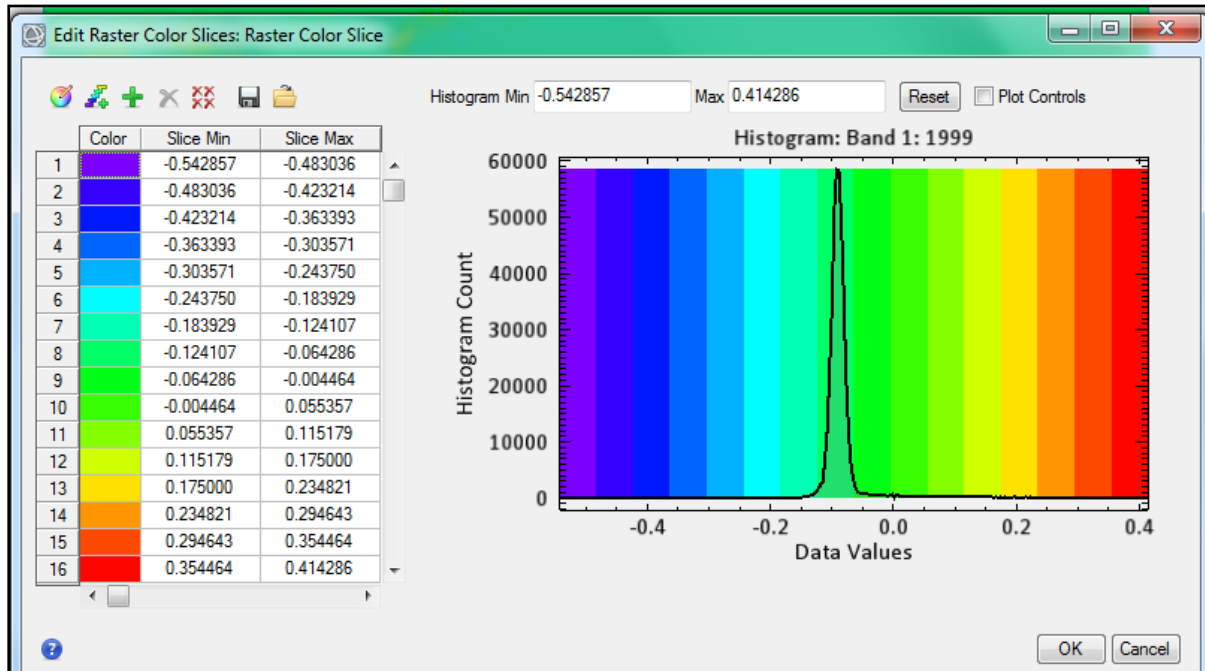 Edit Raster Color Slices: Raster Color Slice
Histogram Min -0.542857 Max 0.414286 Reset Plot Controls
Color Slice Min Slice Max
1 -0.542857 -0.483036
2 -0.483036 -0.423214
3 -0.423214 -0.363393
4 -0.363393 -0.303571
5 -0.303571 -0.243750
6 -0.243750 -0.183929
7 -0.183929 -0.124107
8 -0.124107 -0.064286
9 -0.064286 -0.004464
10 -0.004464 0.055357
11 0.055357 0.115179
12 0.115179 0.175000
13 0.175000 0.234821
14 0.234821 0.294643
15 0.294643 0.354464
16 0.354464 0.414286
Histogram: Band 1: 1999
60000
50000
40000
30000
20000
10000
0
Histogram Count
-0.4 -0.2 0.0 0.2 0.4
Data Values
? OK Cancel